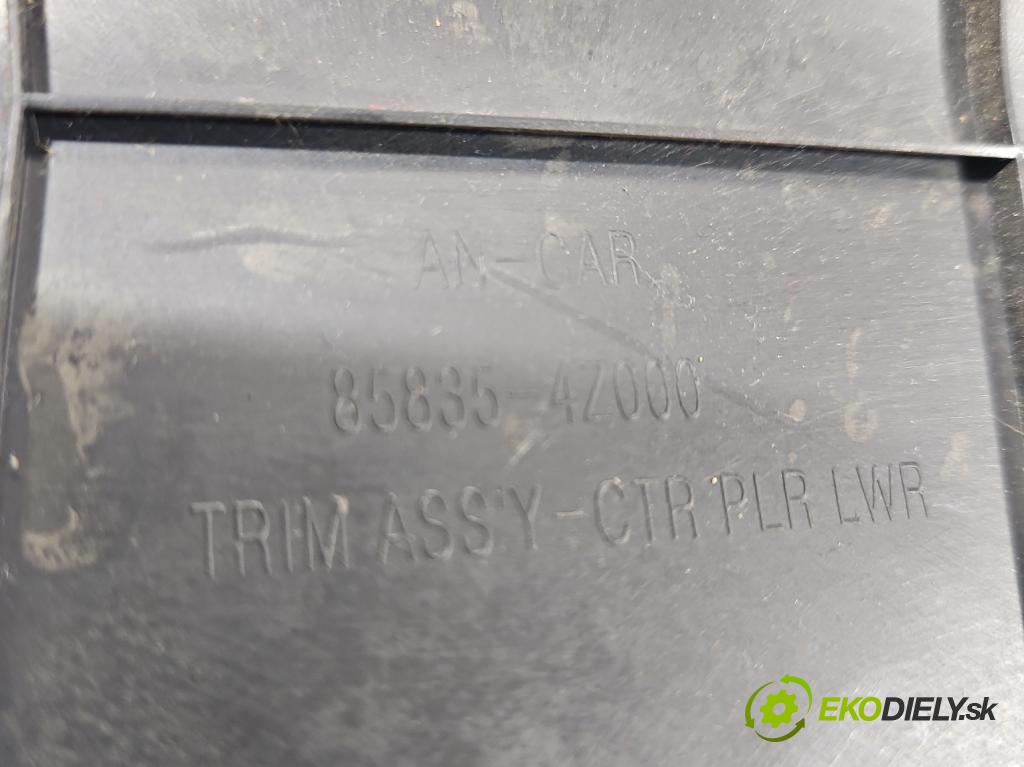 AN-CAR
85835-4Z000
TRIM ASS'Y-CTR PLR LWR
EKODIELY.sk